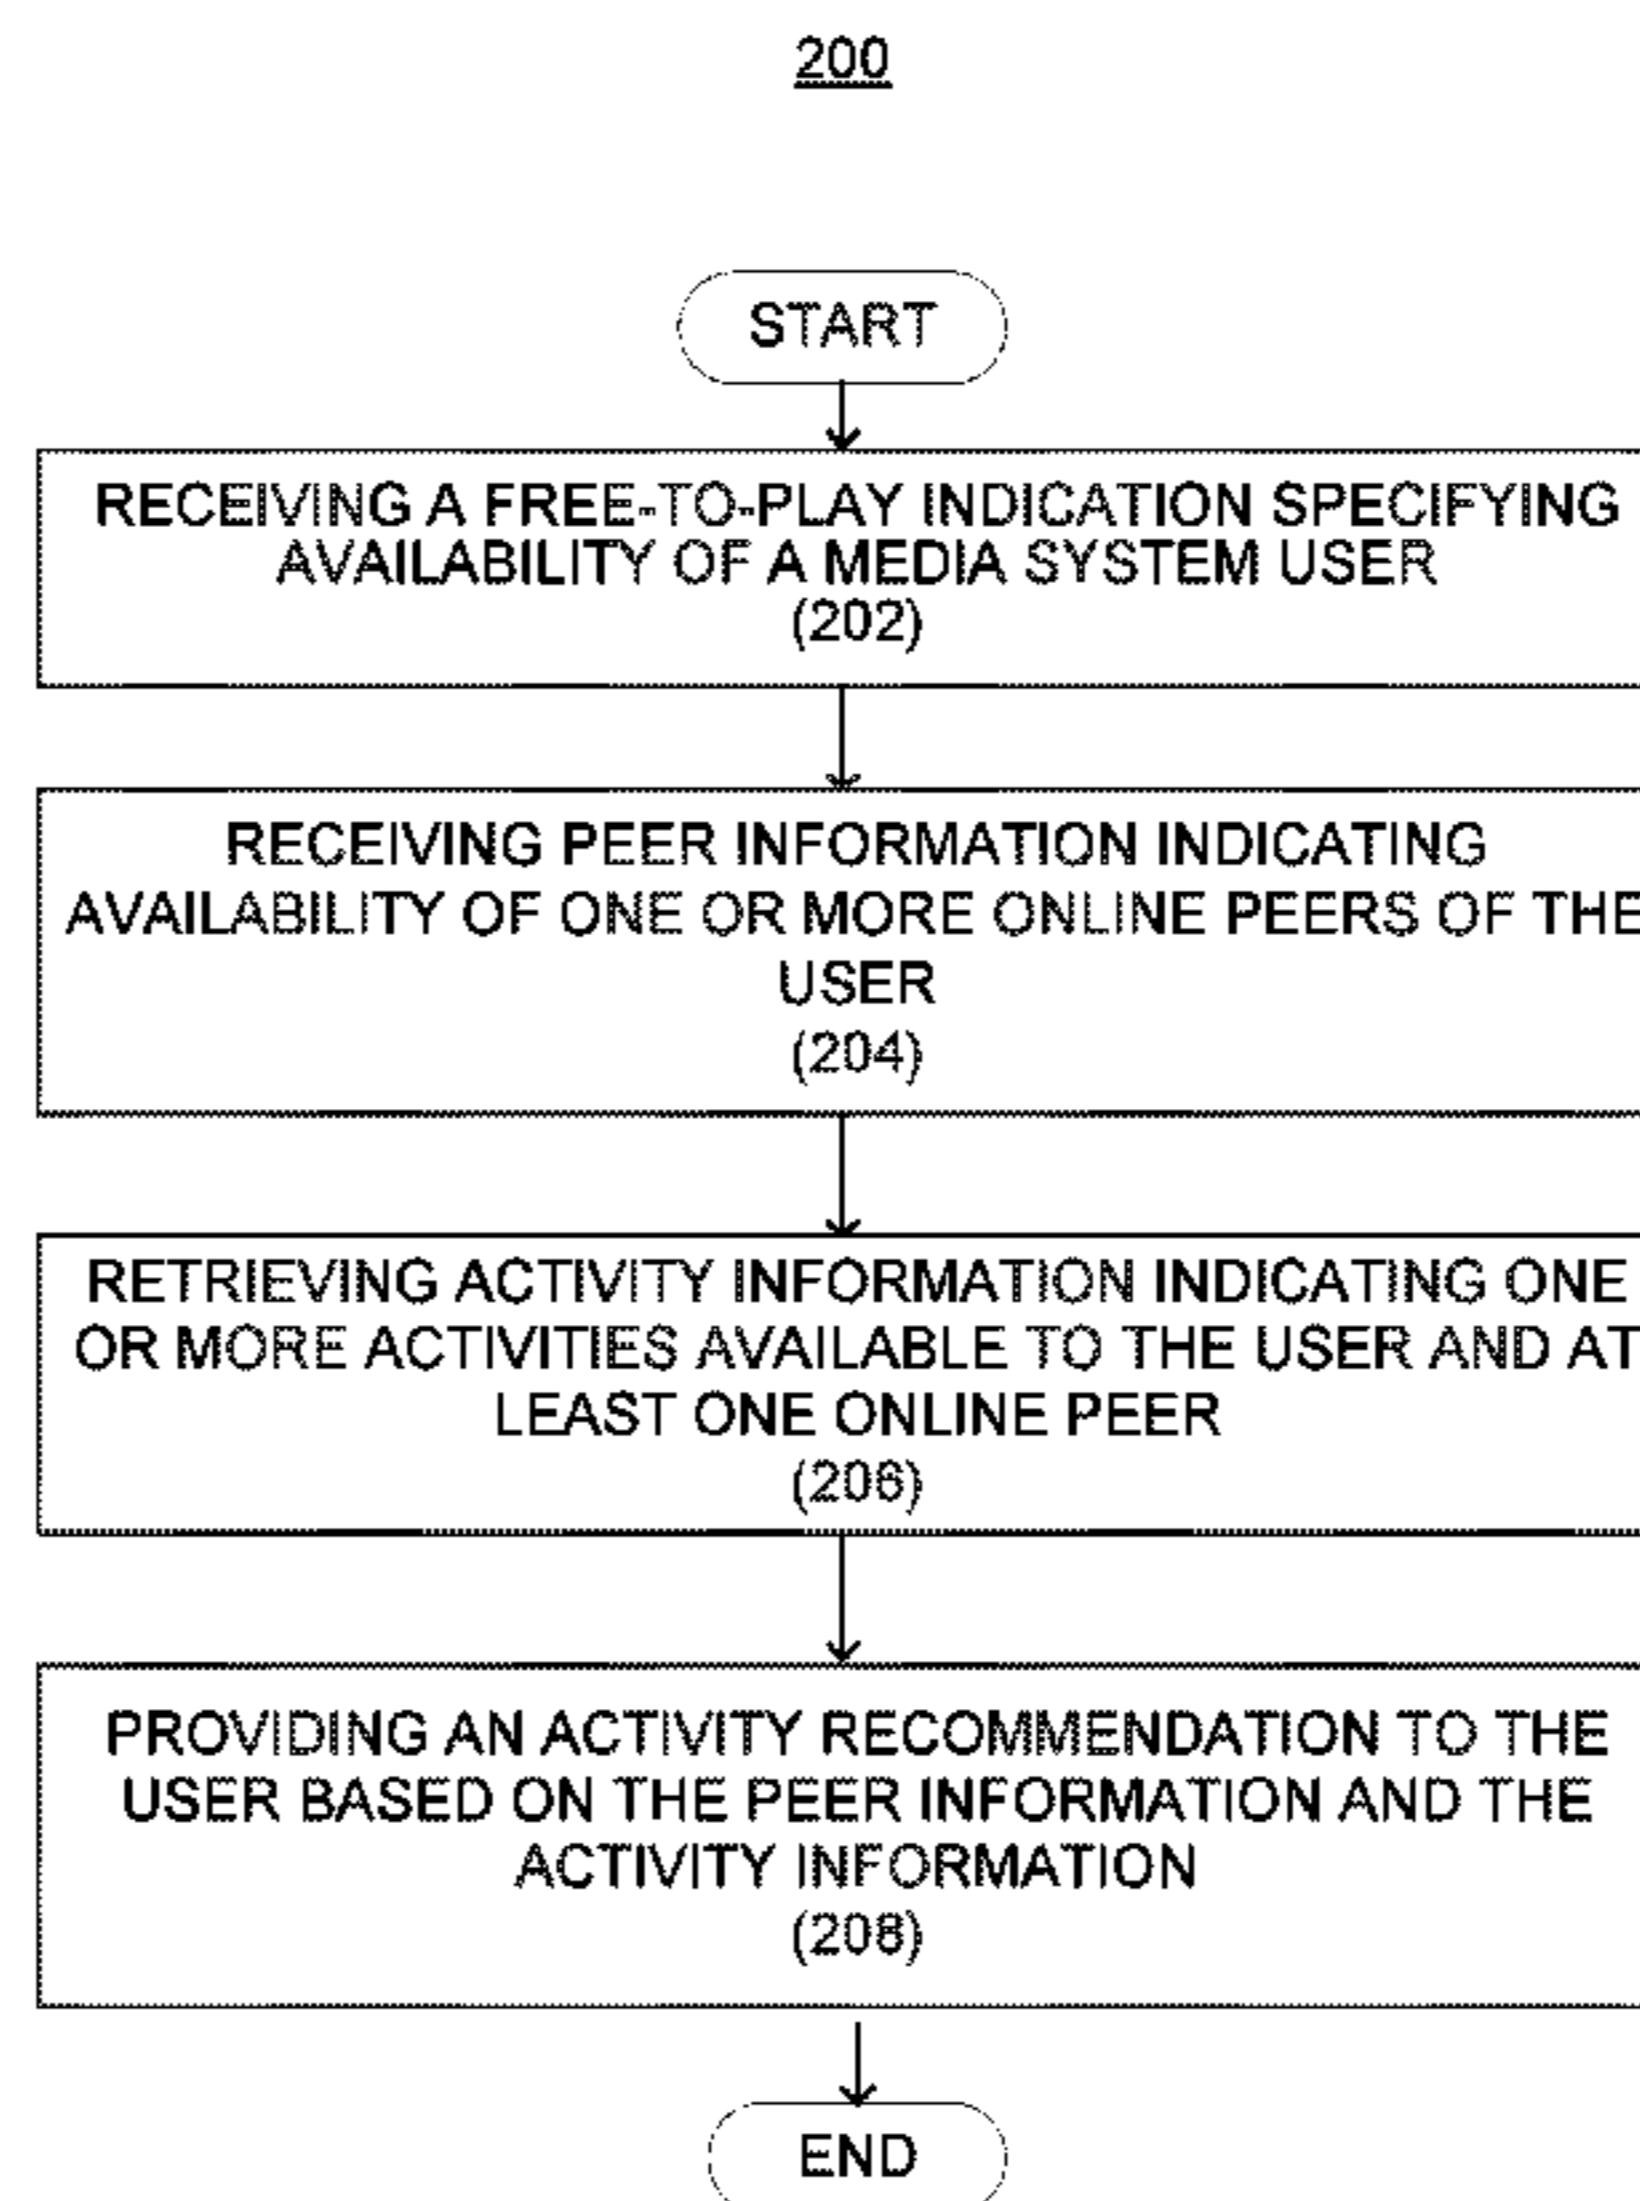 200
START
RECEIVING A FREE-TO-PLAY INDICATION SPECIFYING
AVAILABILITY OF A MEDIA SYSTEM USER
(202)
RECEIVING PEER INFORMATION INDICATING
AVAILABILITY OF ONE OR MORE ONLINE PEERS OF THE
USER
(204)
RETRIEVING ACTIVITY INFORMATION INDICATING ONE
OR MORE ACTIVITIES AVAILABLE TO THE USER AND AT
LEAST ONE ONLINE PEER
(206)
PROVIDING AN ACTIVITY RECOMMENDATION TO THE
USER BASED ON THE PEER INFORMATION AND THE
ACTIVITY INFORMATION
(208)
END